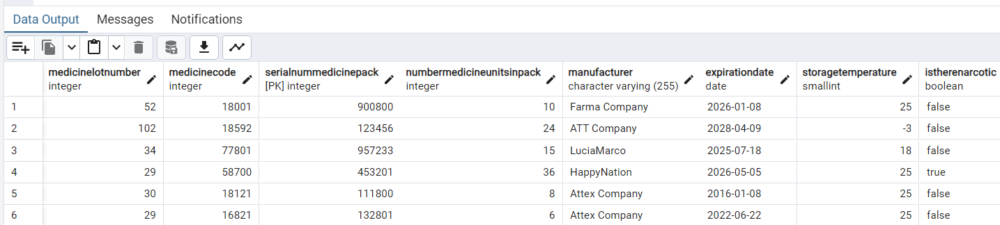 Data Output Messages Notifications
medicinelotnumber medicinecode serialnummedicinepack numbermedicineunitsinpack manufacturer expirationdate storagetemperature istherenarcotic
integer integer [PK] integer integer character varying (255) date smallint boolean
1 52 18001 900800 10 Farma Company 2026-01-08 25 false
2 102 18592 123456 24 ATT Company 2028-04-09 -3 false
3 34 77801 957233 15 LuciaMarco 2025-07-18 18 false
4 29 58700 453201 36 HappyNation 2026-05-05 25 true
5 30 18121 111800 8 Attex Company 2016-01-08 25 false
6 29 16821 132801 6 Attex Company 2022-06-22 25 false